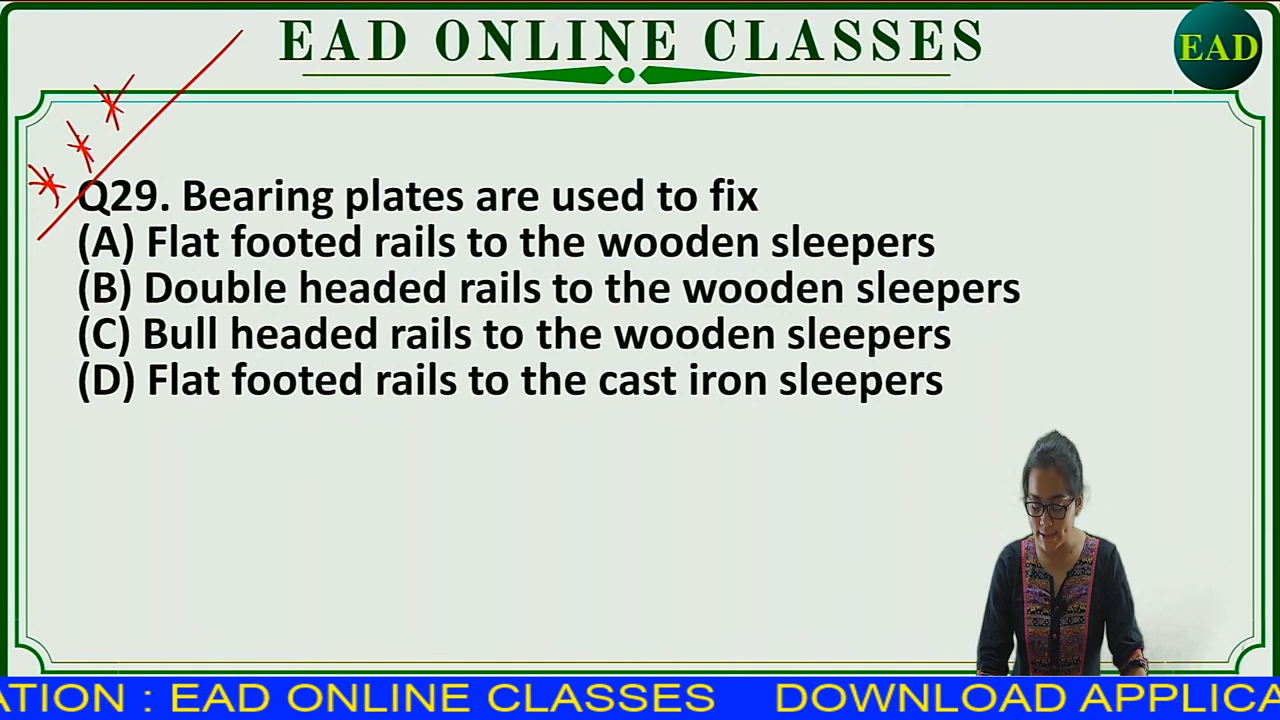 EAD ONLINE CLASSES
EAD
Q29. Bearing plates are used to fix
(A) Flat footed rails to the wooden sleepers
(B) Double headed rails to the wooden sleepers
(C) Bull headed rails to the wooden sleepers
(D) Flat footed rails to the cast iron sleepers
ATION : EAD ONLINE CLASSES DOWNLOAD APPLICA